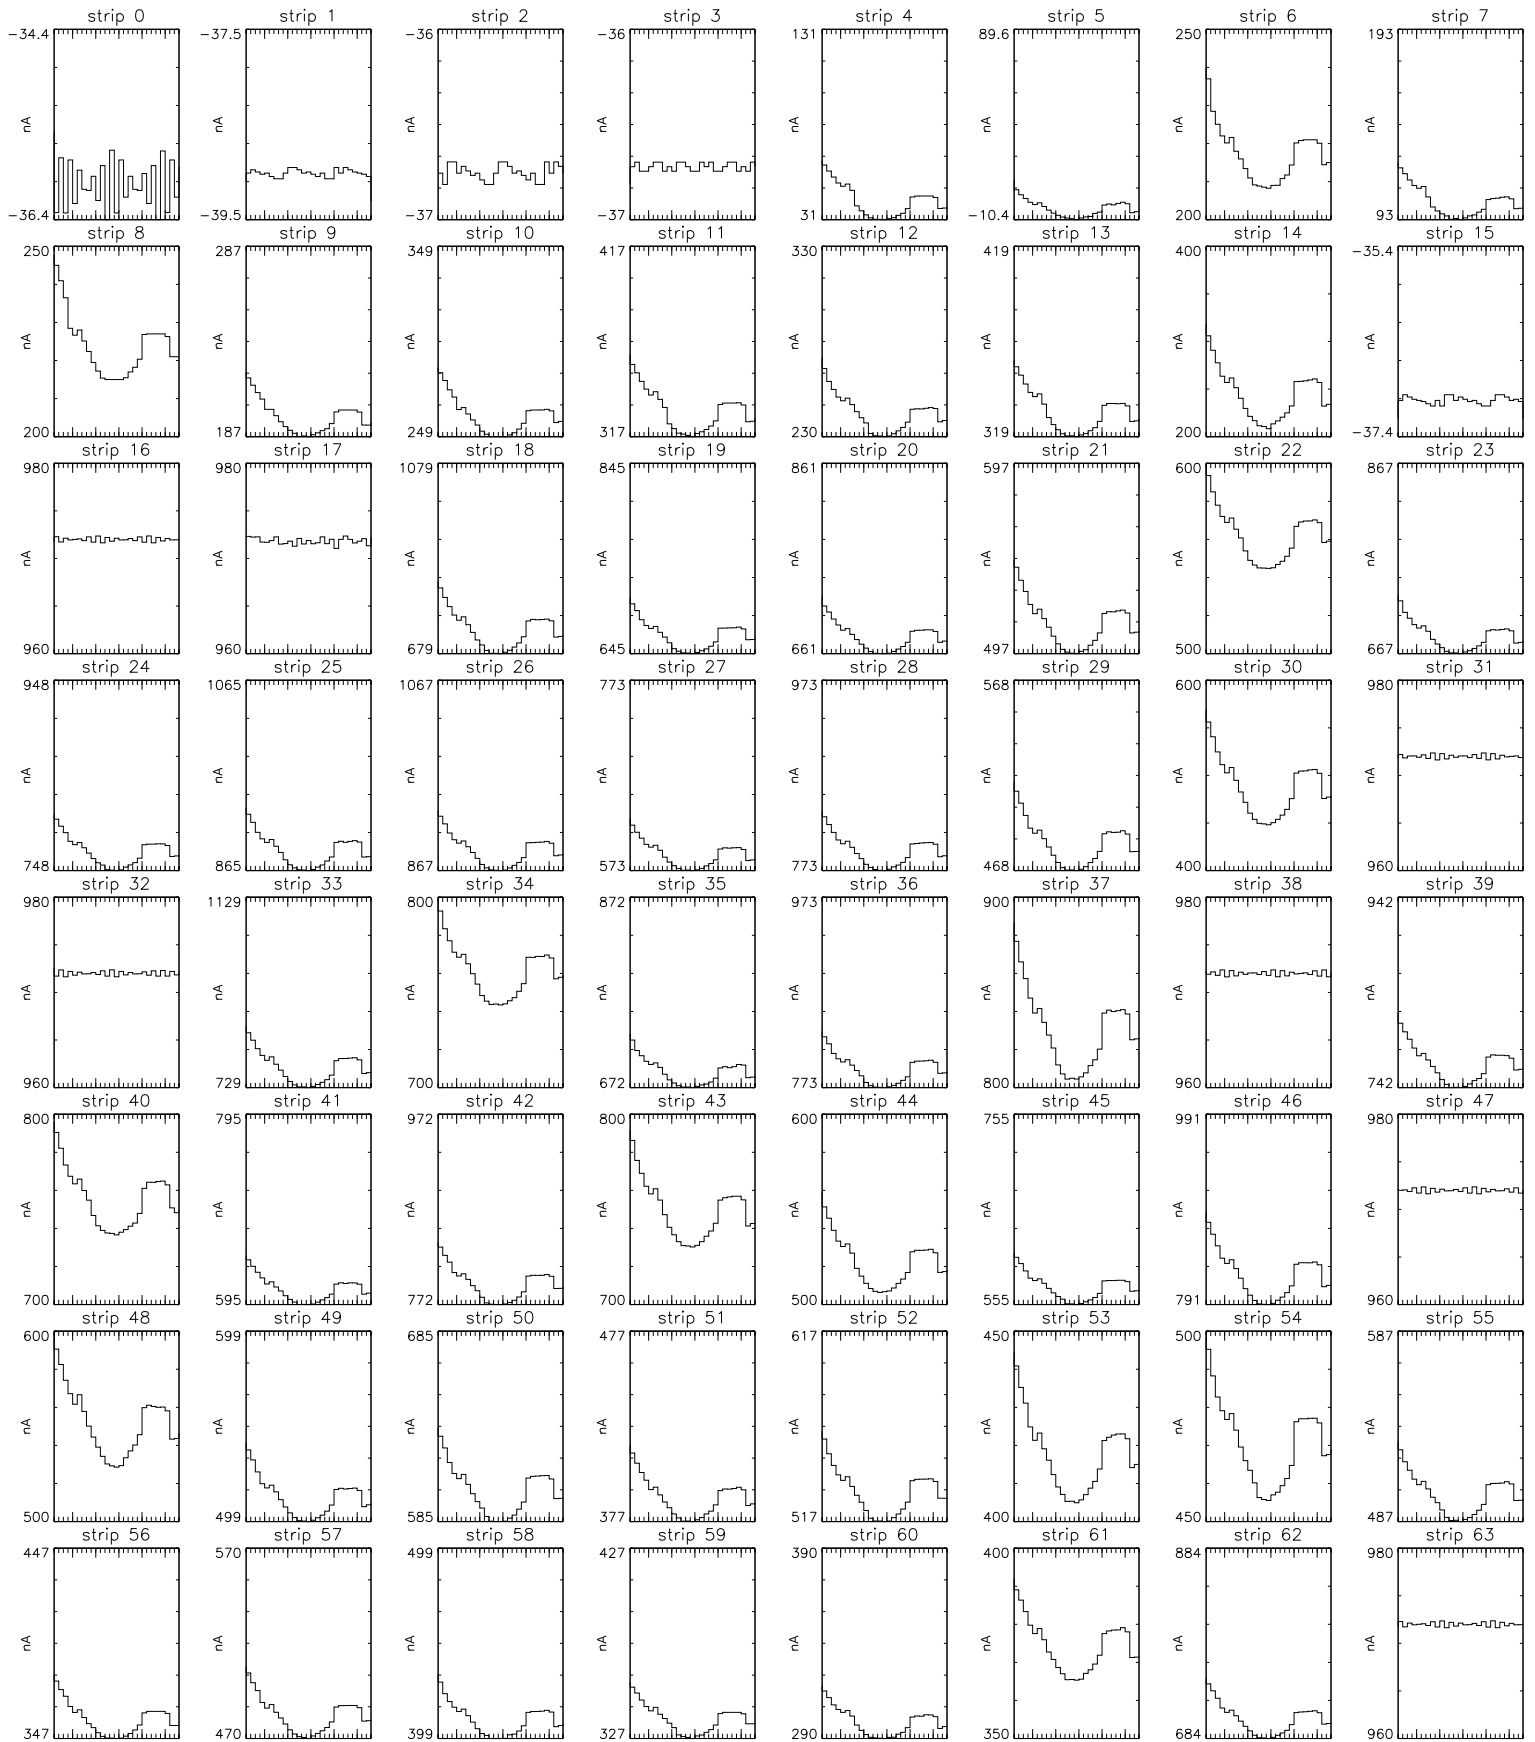 strip 0 strip 1 strip 2 strip 3 strip 4 strip 5 strip 6 strip 7
−34.4 −37.5 −36 −36 131 89.6 250 193
nA nA nA nA nA nA nA nA
−36.4 −39.5 −37 −37 31 −10.4 200 93
strip 8 strip 9 strip 10 strip 11 strip 12 strip 13 strip 14 strip 15
250 287 349 417 330 419 400 −35.4
nA nA nA nA nA nA nA nA
200 187 249 317 230 319 200 −37.4
strip 16 strip 17 strip 18 strip 19 strip 20 strip 21 strip 22 strip 23
980 980 1079 845 861 597 600 867
nA nA nA nA nA nA nA nA
960 960 679 645 661 497 500 667
strip 24 strip 25 strip 26 strip 27 strip 28 strip 29 strip 30 strip 31
948 1065 1067 773 973 568 600 980
nA nA nA nA nA nA nA nA
748 865 867 573 773 468 400 960
strip 32 strip 33 strip 34 strip 35 strip 36 strip 37 strip 38 strip 39
980 1129 800 872 973 900 980 942
nA nA nA nA nA nA nA nA
960 729 700 672 773 800 960 742
strip 40 strip 41 strip 42 strip 43 strip 44 strip 45 strip 46 strip 47
800 795 972 800 600 755 991 980
nA nA nA nA nA nA nA nA
700 595 772 700 500 555 791 960
strip 48 strip 49 strip 50 strip 51 strip 52 strip 53 strip 54 strip 55
600 599 685 477 617 450 500 587
nA nA nA nA nA nA nA nA
500 499 585 377 517 400 450 487
strip 56 strip 57 strip 58 strip 59 strip 60 strip 61 strip 62 strip 63
447 570 499 427 390 400 884 980
nA nA nA nA nA nA nA nA
347 470 399 327 290 350 684 960